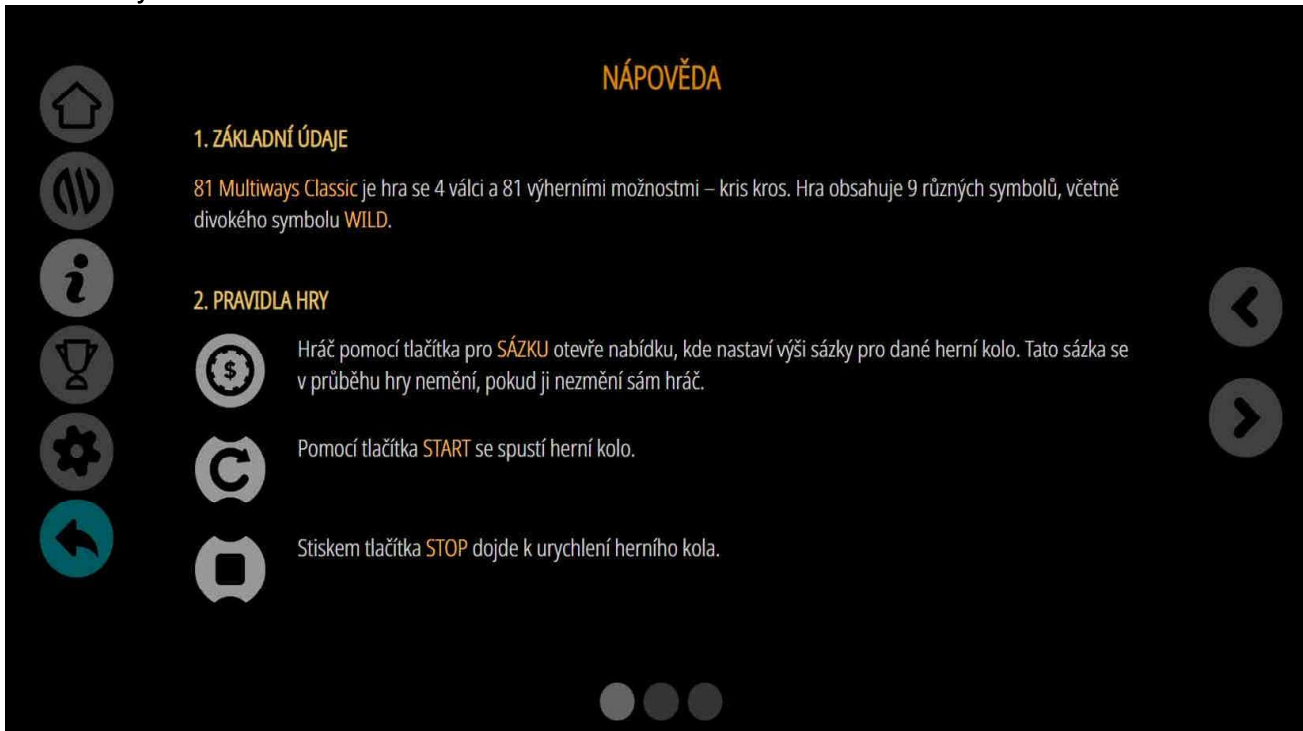 NÁPOVĚDA
1. ZÁKLADNÍ ÚDAJE
81 Multiways Classic je hra se 4 válci a 81 výherními možnostmi – kris kros. Hra obsahuje 9 různých symbolů, včetně
divokého symbolu WILD.
2. PRAVIDLA HRY
$
Hráč pomocí tlačítka pro SÁZKU otevře nabídku, kde nastaví výši sázky pro dané herní kolo. Tato sázka se
v průběhu hry nemění, pokud ji nezmění sám hráč.
Pomocí tlačítka START se spustí herní kolo.
Stiskem tlačítka STOP dojde k urychlení herního kola.